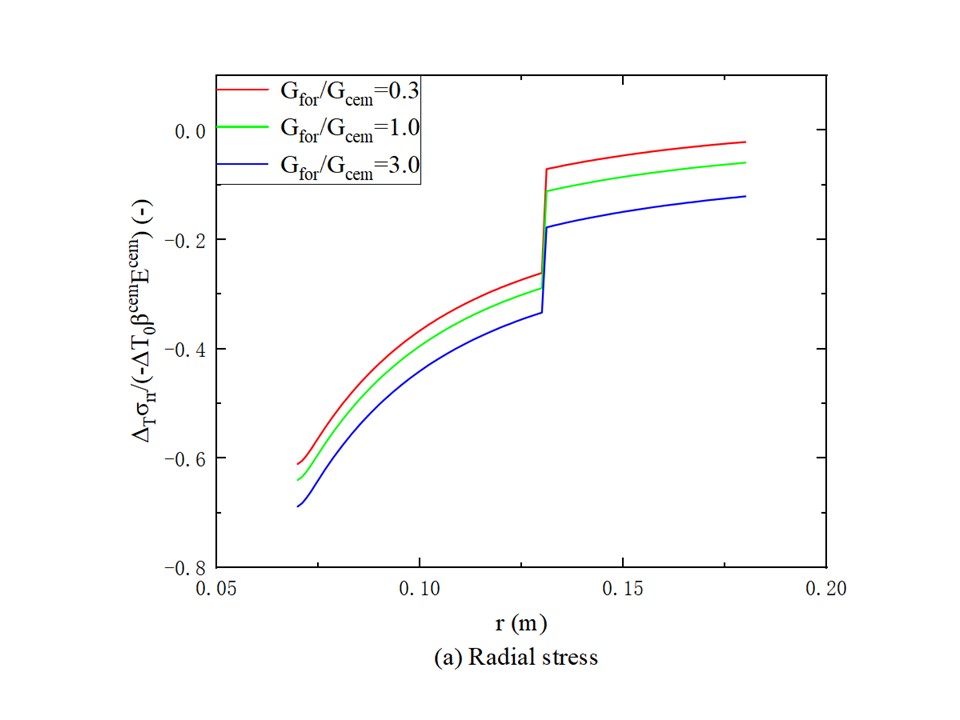 G_for/G_cem=0.3
G_for/G_cem=1.0
G_for/G_cem=3.0
0.0
-0.2
-0.4
-0.6
-0.8
Δ_Tσ_rr/(-ΔT_0β^cemE^cem) (-)
0.05 0.10 0.15 0.20
r (m)
(a) Radial stress